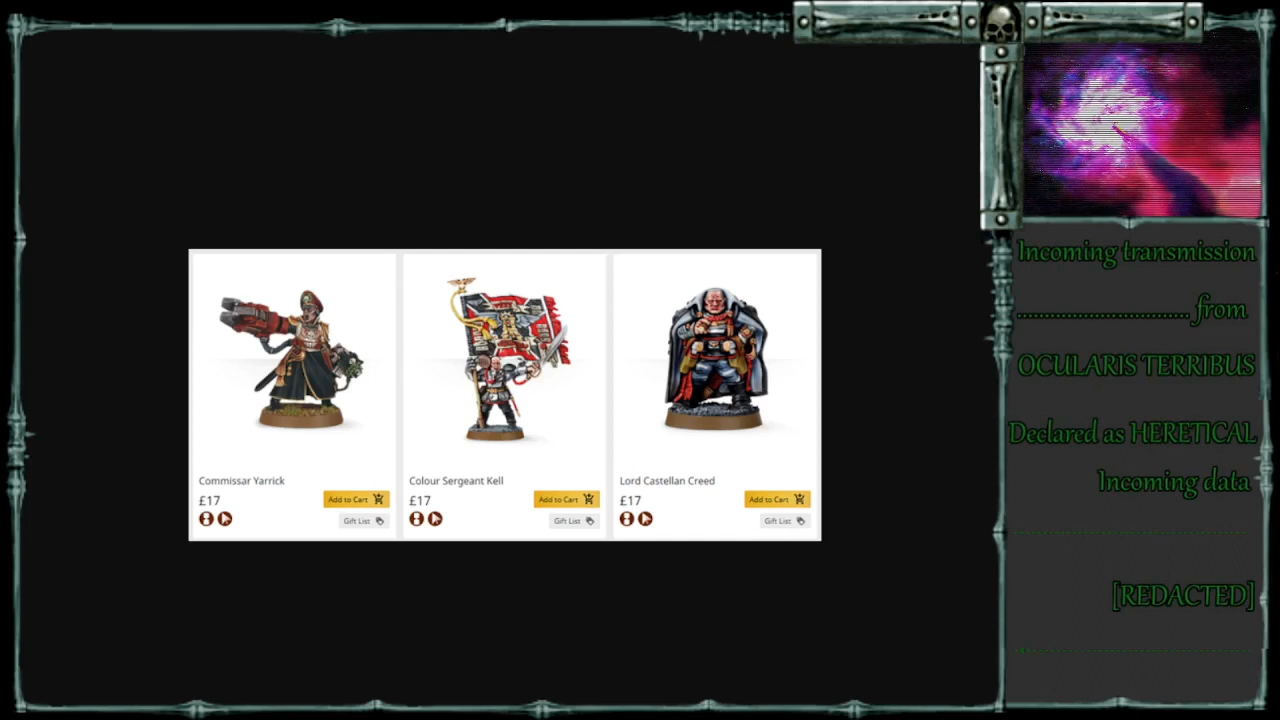 Commissar Yarrick
£17
Add to Cart
Gift List
Colour Sergeant Kell
£17
Add to Cart
Gift List
Lord Castellan Creed
£17
Add to Cart
Gift List
Incoming transmission
............................ from
OCULARIS TERRIBUS
Declared as HERETICAL
Incoming data
[REDACTED]